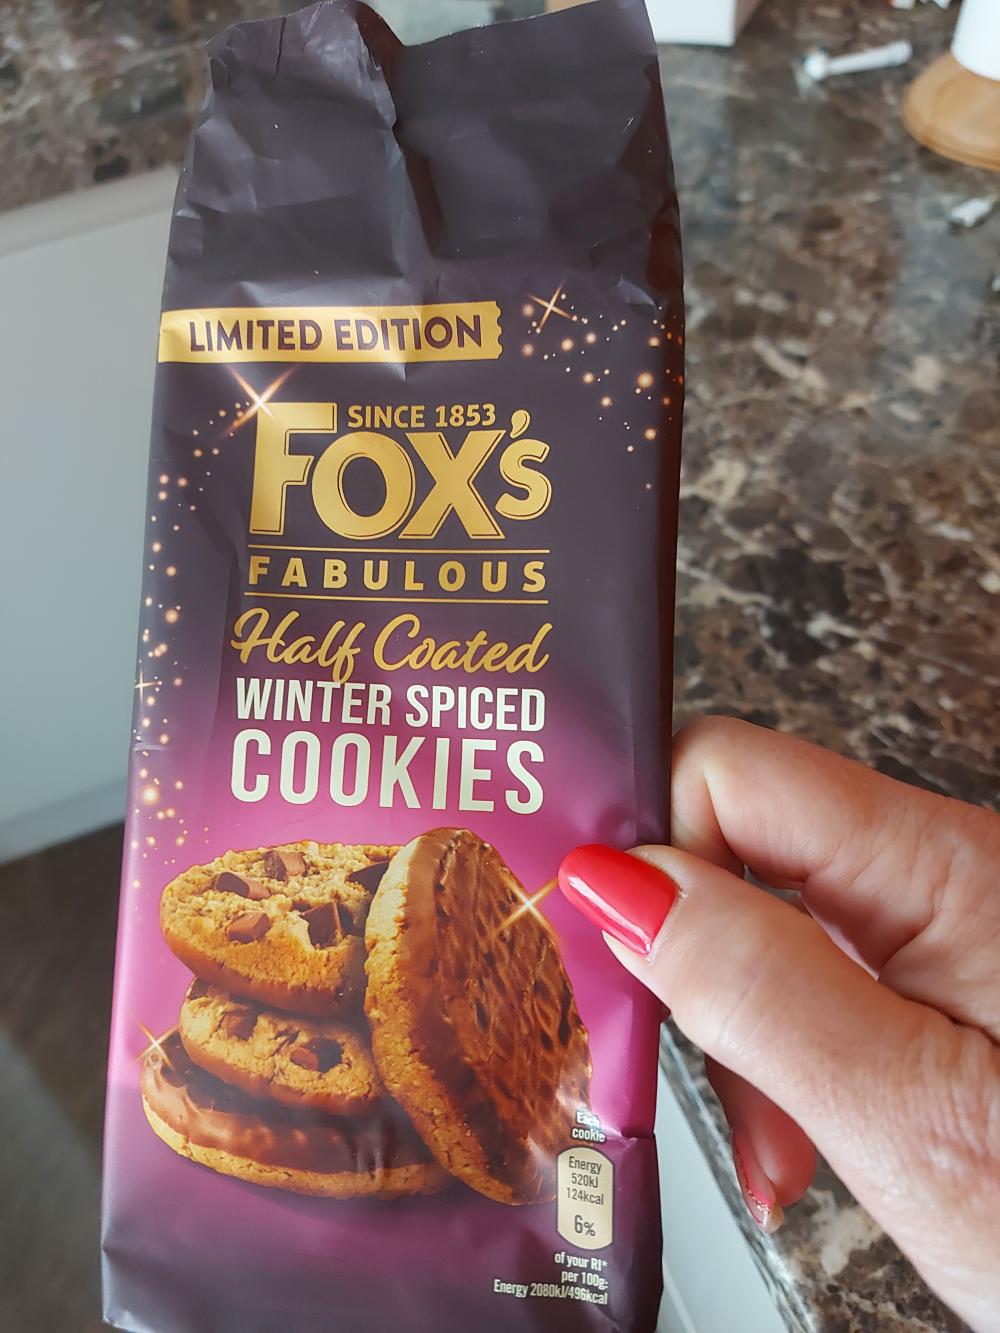 LIMITED EDITION
SINCE 1853
FOX'S
FABULOUS
Half Coated
WINTER SPICED
COOKIES
Each
cookie
Energy
520kJ
124kcal
6%
of your RI*
per 100g:
Energy 2080kJ/496kcal